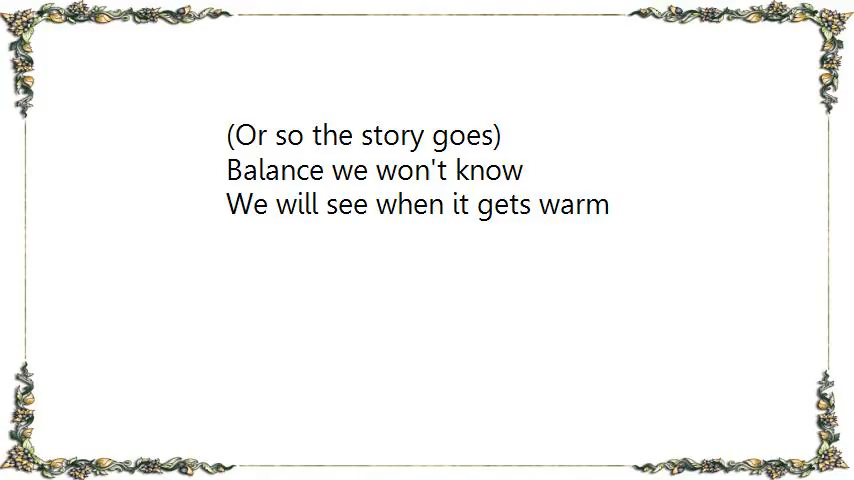 (Or so the story goes)
Balance we won't know
We will see when it gets warm